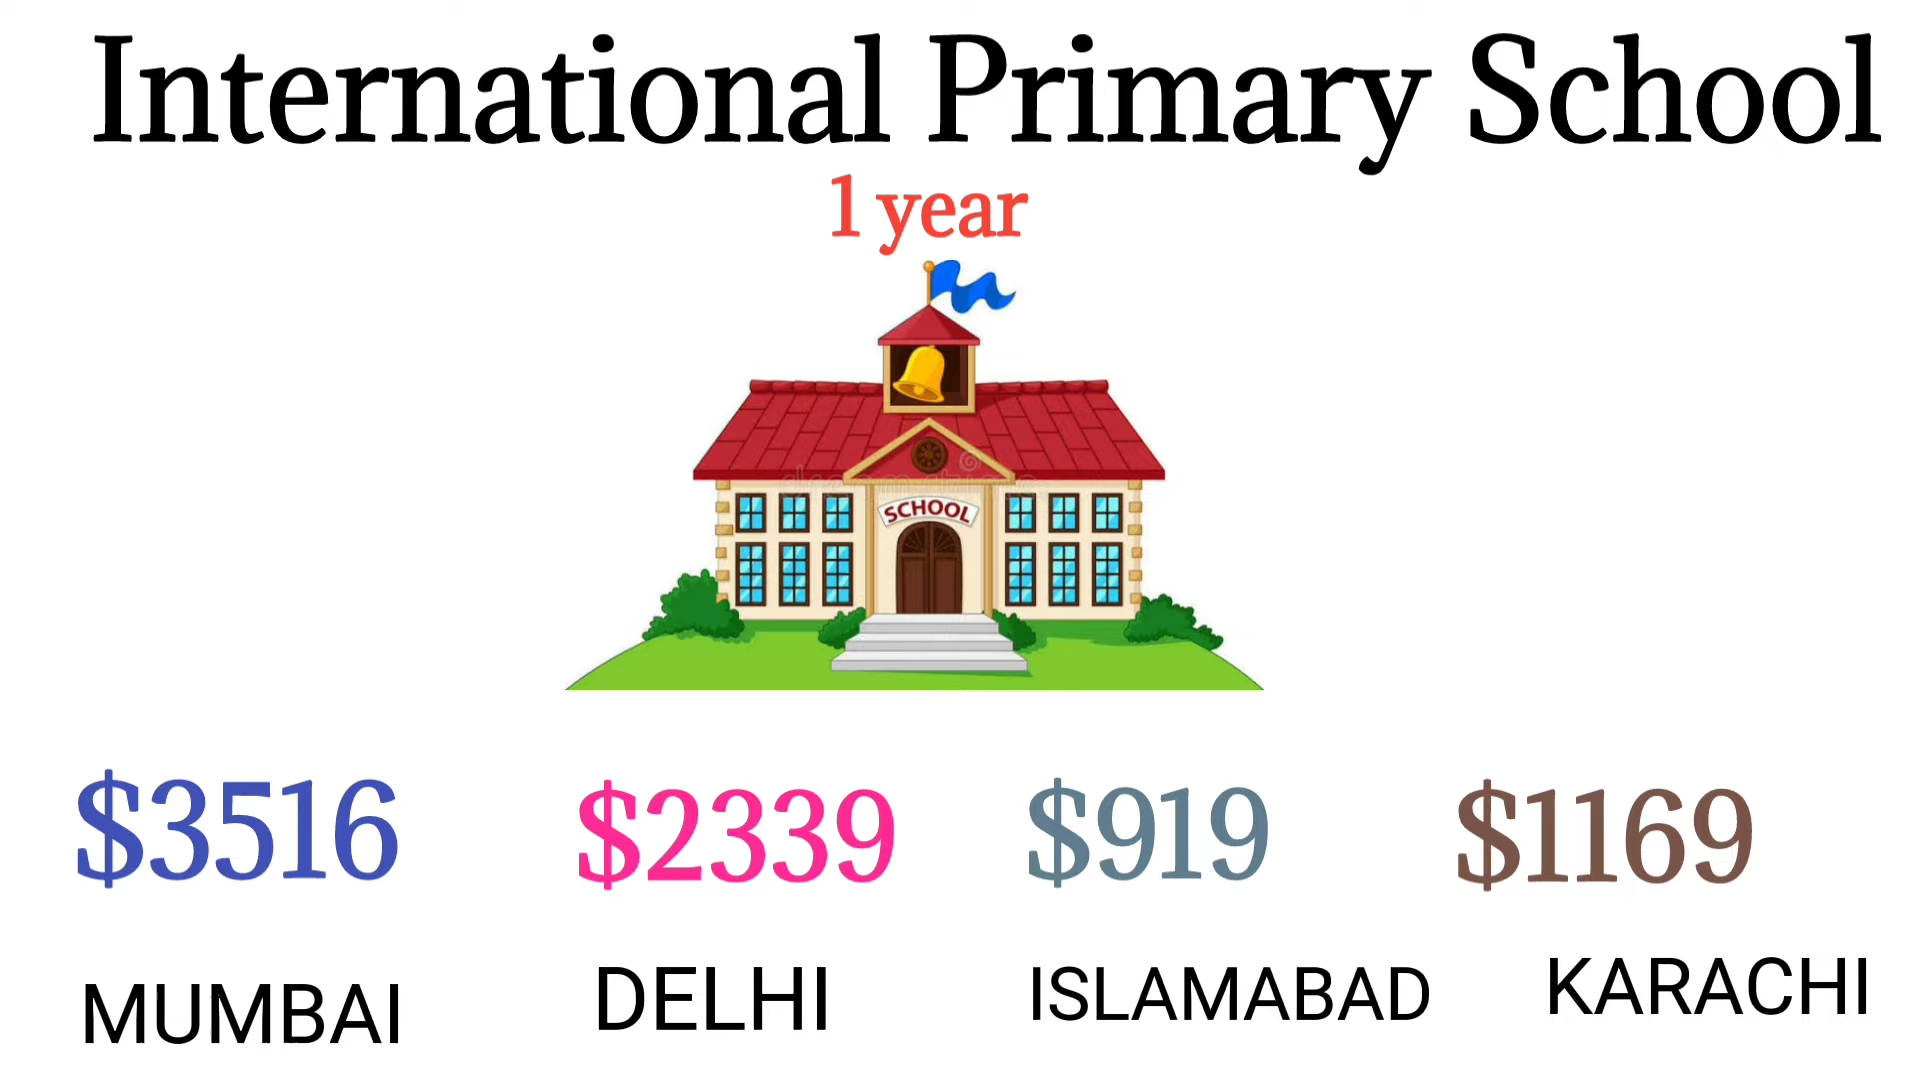 International Primary School
1 year
SCHOOL
$3516 $2339 $919 $1169
MUMBAI DELHI ISLAMABAD KARACHI